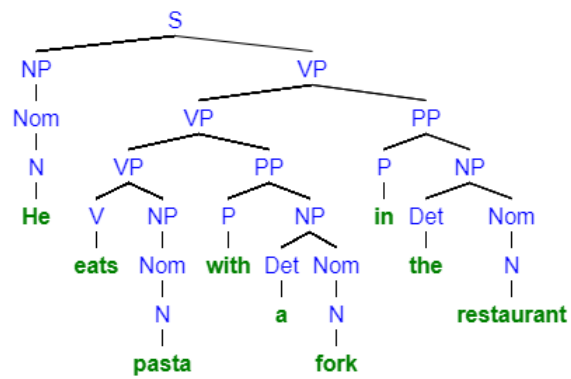 S
NP VP
Nom VP PP
N VP PP P NP
He V NP P NP in Det Nom
eats Nom with Det Nom the N
N a N restaurant
pasta fork